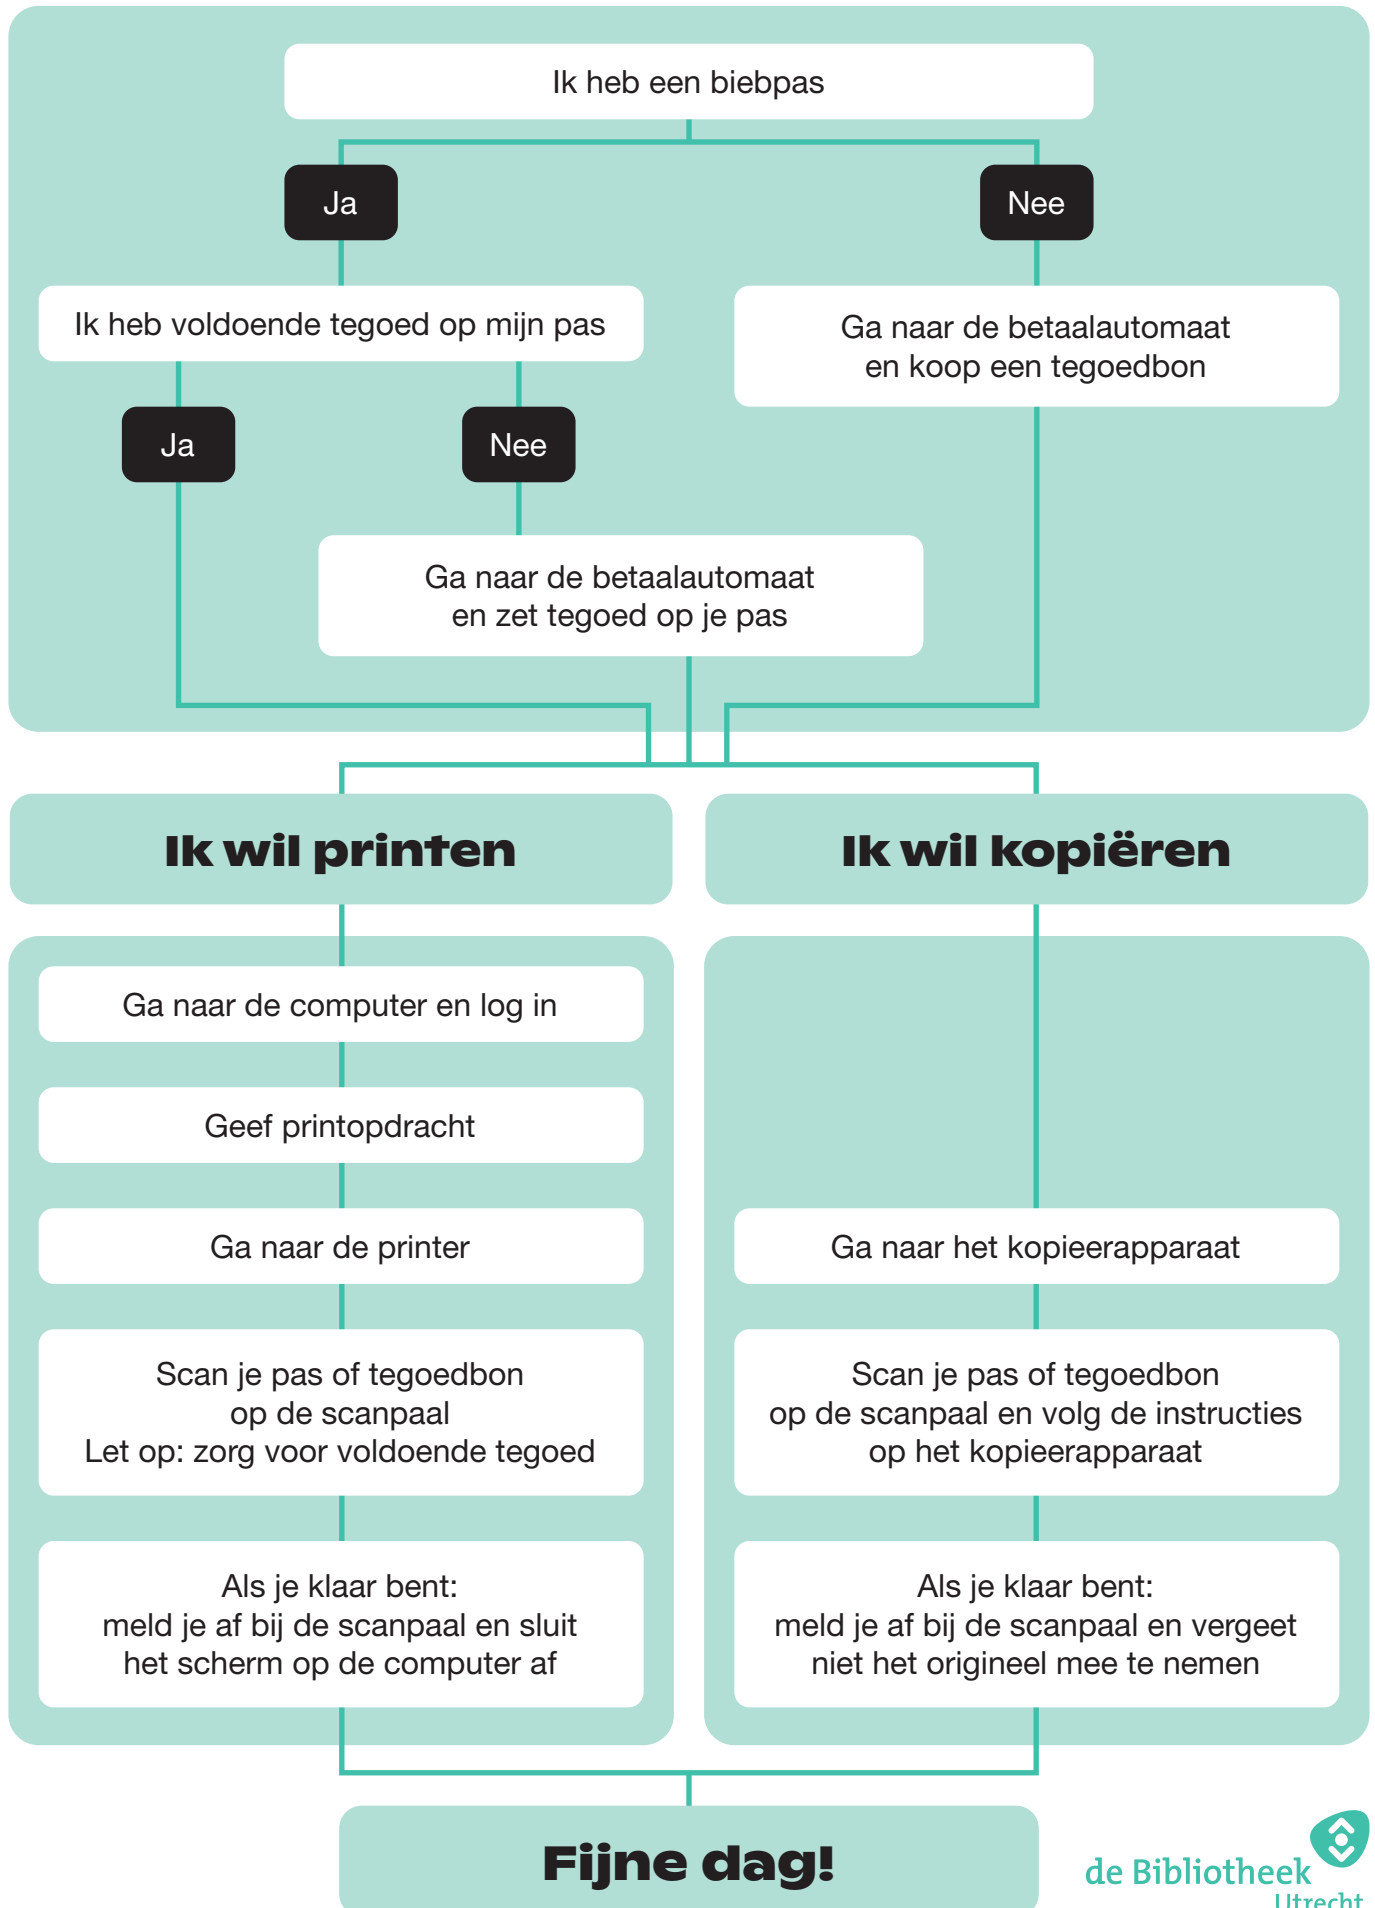 Ik heb een biebpas
Ja
Nee
Ik heb voldoende tegoed op mijn pas
Ga naar de betaalautomaat
en koop een tegoedbon
Ja
Nee
Ga naar de betaalautomaat
en zet tegoed op je pas
Ik wil printen
Ik wil kopiëren
Ga naar de computer en log in
Geef printopdracht
Ga naar de printer
Scan je pas of tegoedbon
op de scanpaal
Let op: zorg voor voldoende tegoed
Als je klaar bent:
meld je af bij de scanpaal en sluit
het scherm op de computer af
Ga naar het kopieerapparaat
Scan je pas of tegoedbon
op de scanpaal en volg de instructies
op het kopieerapparaat
Als je klaar bent:
meld je af bij de scanpaal en vergeet
niet het origineel mee te nemen
Fijne dag!
de Bibliotheek
Utrecht